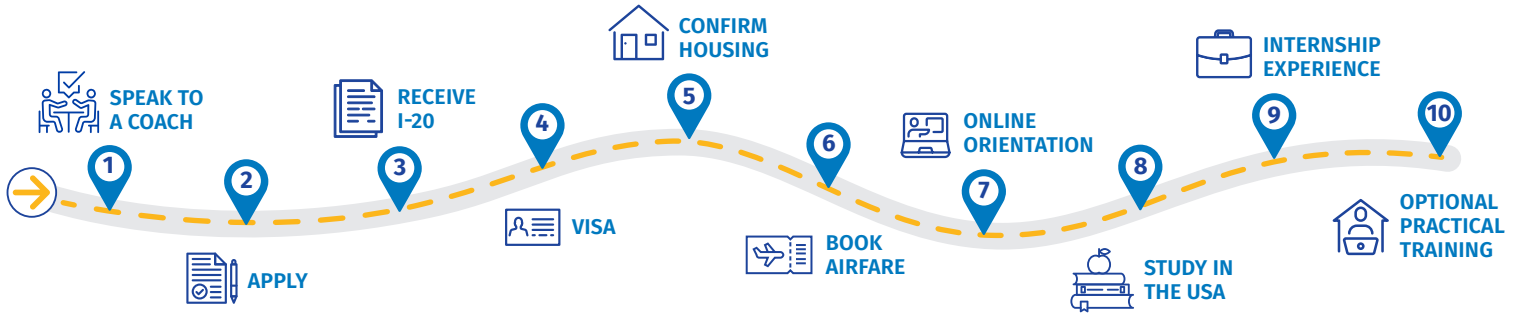 1
SPEAK TO
A COACH
2
APPLY
3
RECEIVE
I-20
4
VISA
5
CONFIRM
HOUSING
6
BOOK
AIRFARE
7
ONLINE
ORIENTATION
8
STUDY IN
THE USA
9
INTERNSHIP
EXPERIENCE
10
OPTIONAL
PRACTICAL
TRAINING